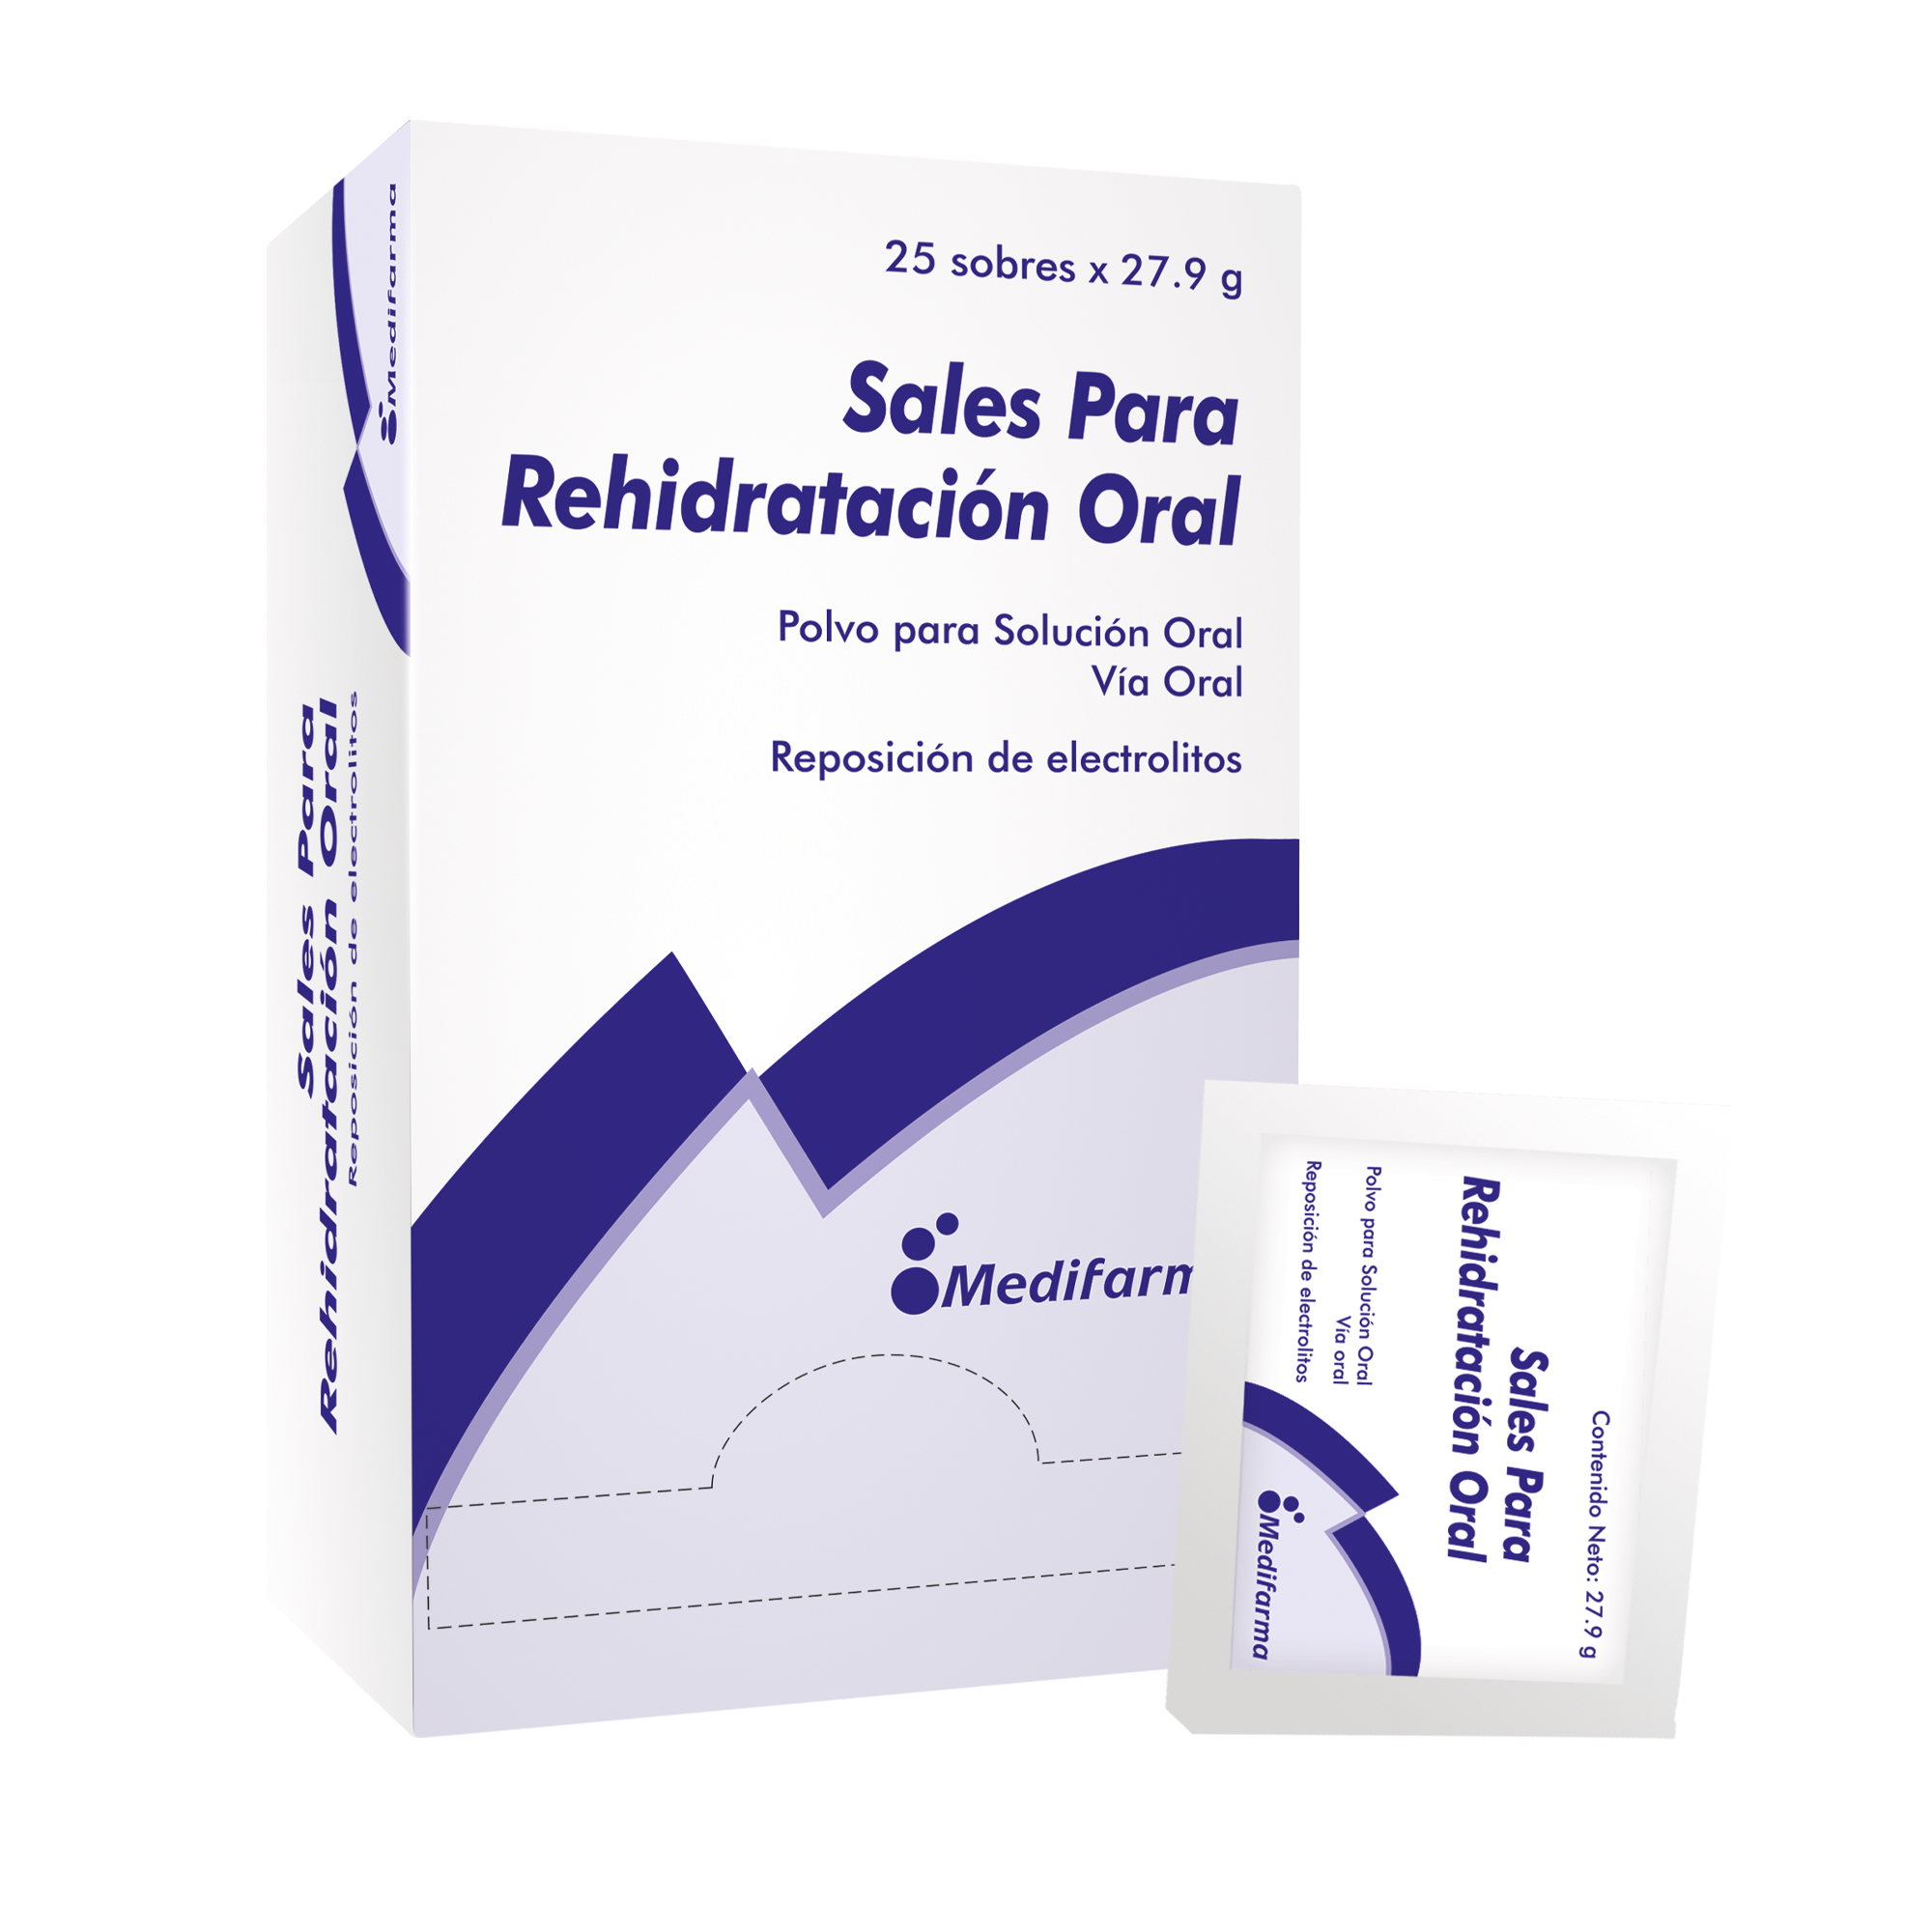 25 sobres x 27.9 g
Sales Para
Rehidratación Oral
Polvo para Solución Oral
Vía Oral
Reposición de electrolitos
Medifarm
Medifarma
Sales Para
Rehidratación Oral
Reposición de electrolitos
Contenido Neto: 27.9 g
Sales Para
Rehidratación Oral
Polvo para Solución Oral
Vía oral
Reposición de electrolitos
Medifarma